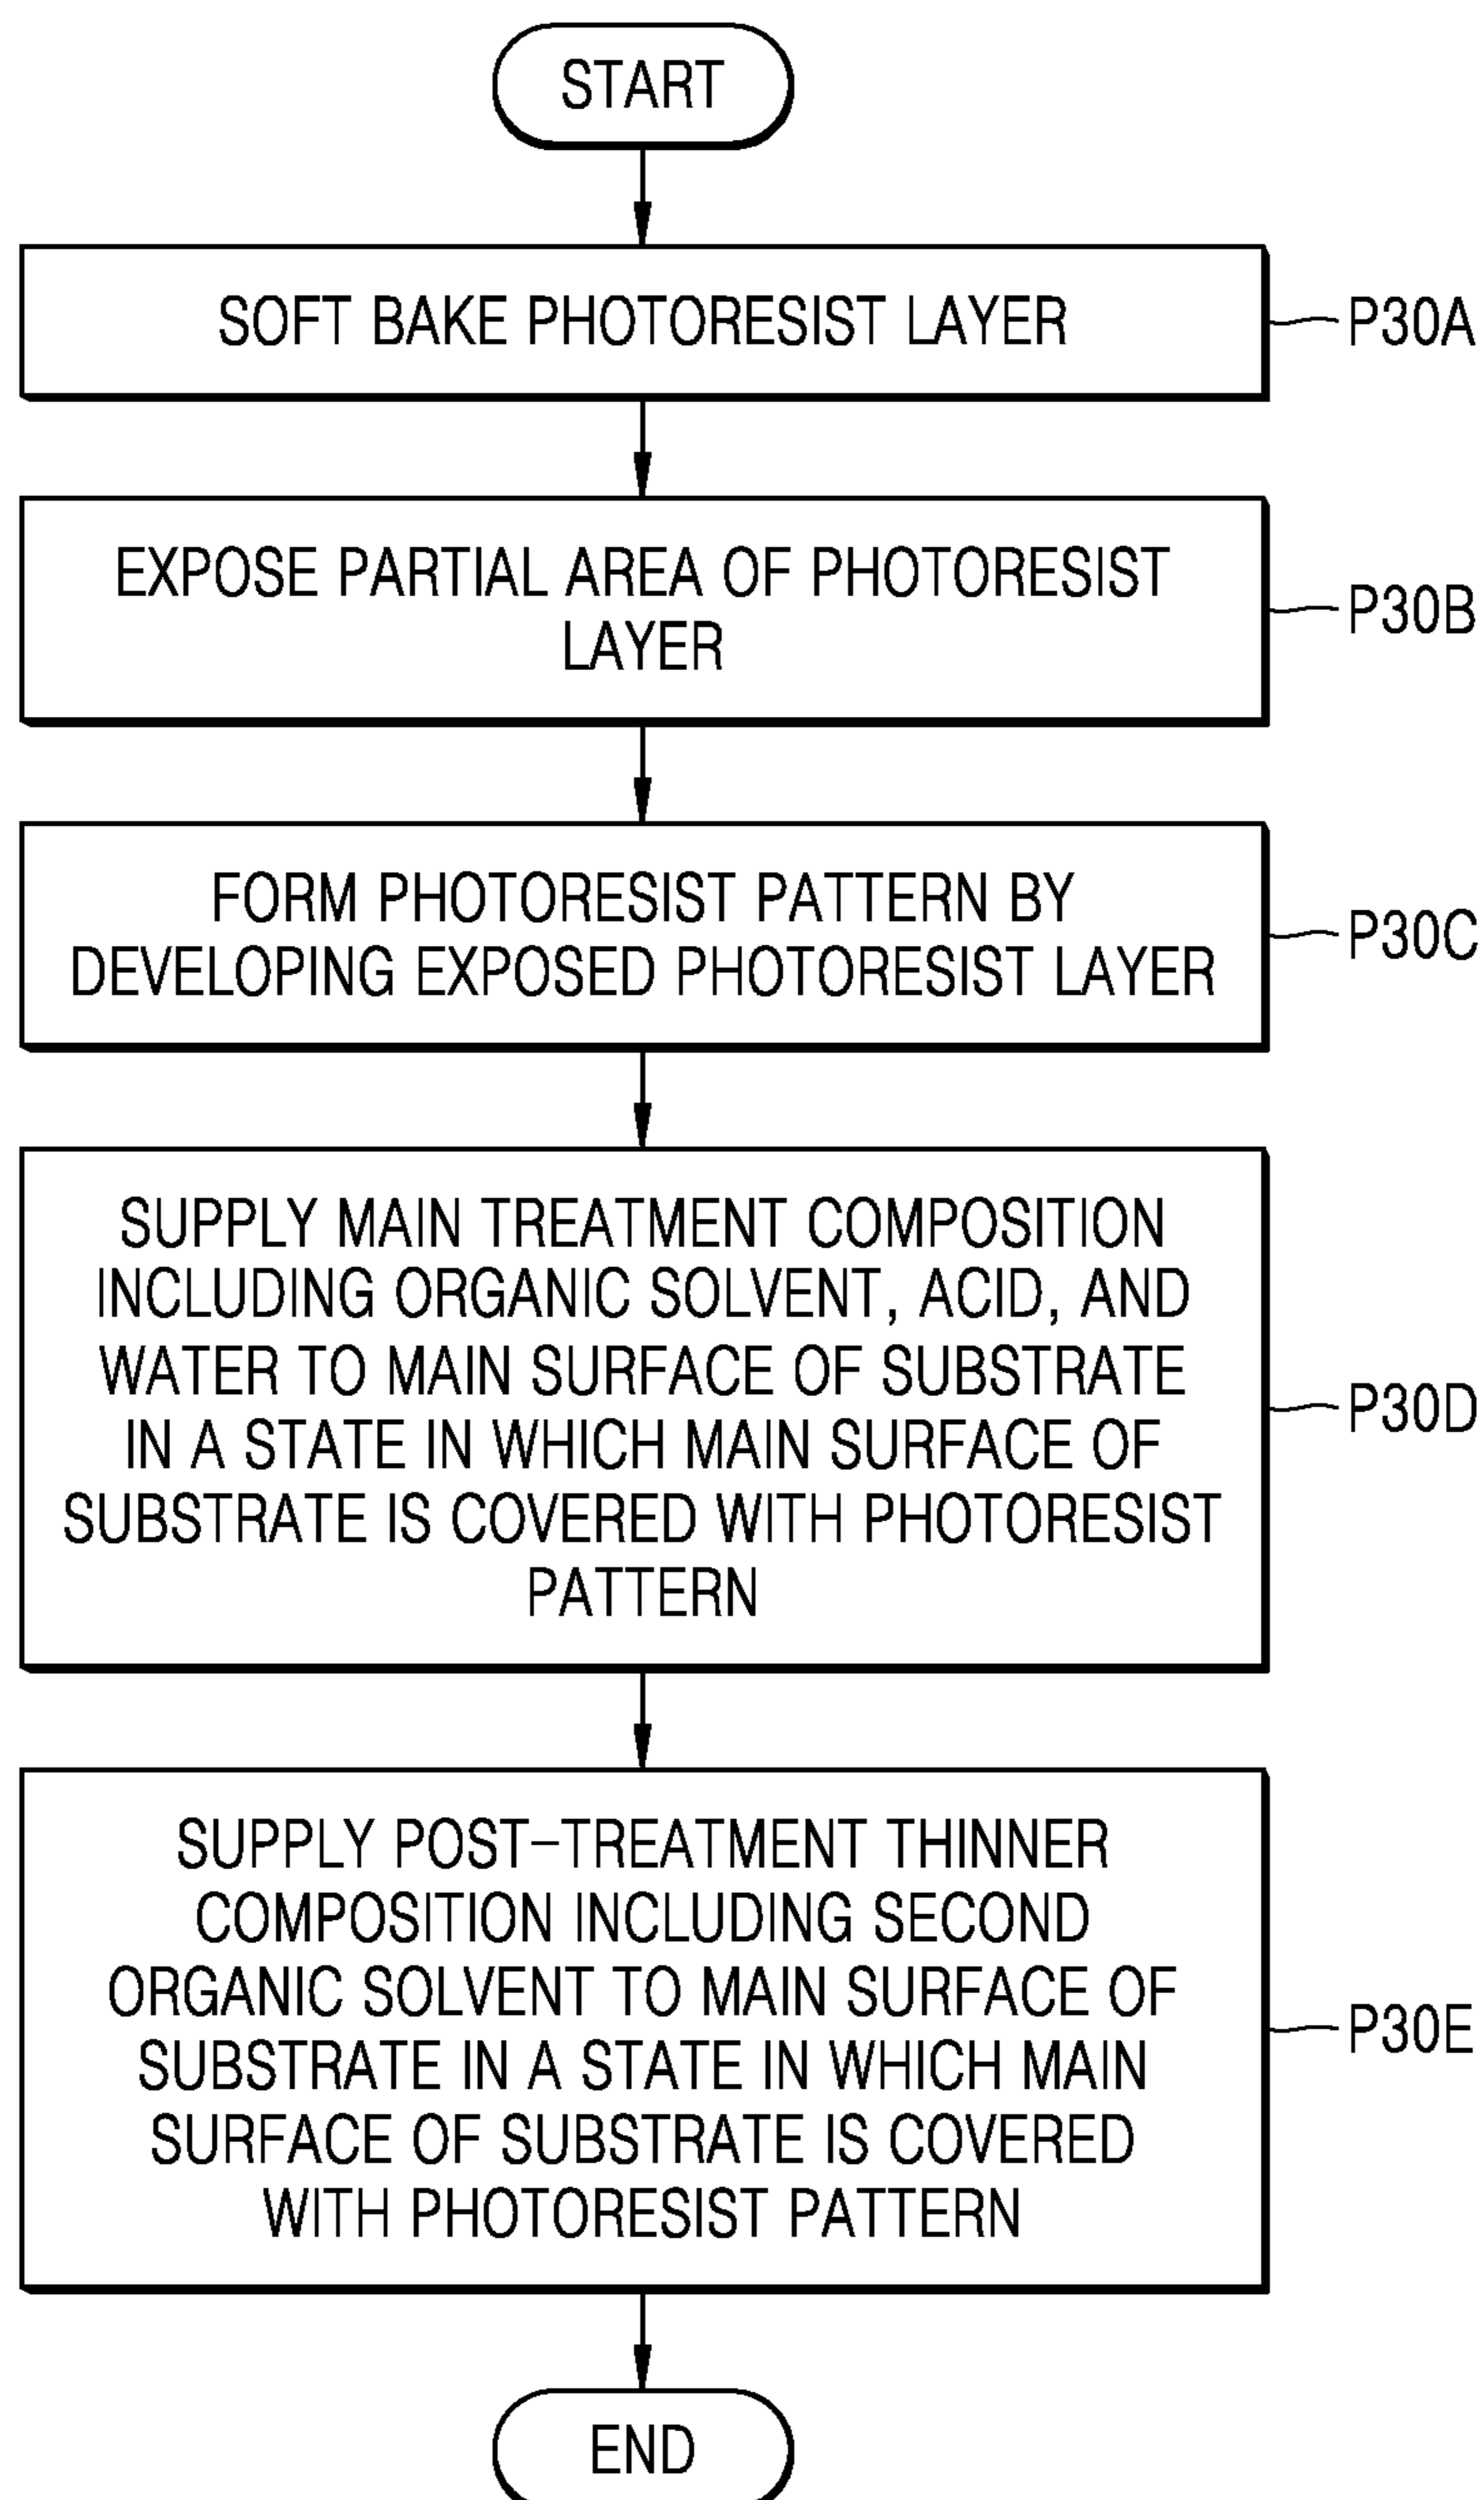 START
SOFT BAKE PHOTORESIST LAYER
P30A
EXPOSE PARTIAL AREA OF PHOTORESIST
LAYER
P30B
FORM PHOTORESIST PATTERN BY
DEVELOPING EXPOSED PHOTORESIST LAYER
P30C
SUPPLY MAIN TREATMENT COMPOSITION
INCLUDING ORGANIC SOLVENT, ACID, AND
WATER TO MAIN SURFACE OF SUBSTRATE
IN A STATE IN WHICH MAIN SURFACE OF
SUBSTRATE IS COVERED WITH PHOTORESIST
PATTERN
P30D
SUPPLY POST-TREATMENT THINNER
COMPOSITION INCLUDING SECOND
ORGANIC SOLVENT TO MAIN SURFACE OF
SUBSTRATE IN A STATE IN WHICH MAIN
SURFACE OF SUBSTRATE IS COVERED
WITH PHOTORESIST PATTERN
P30E
END